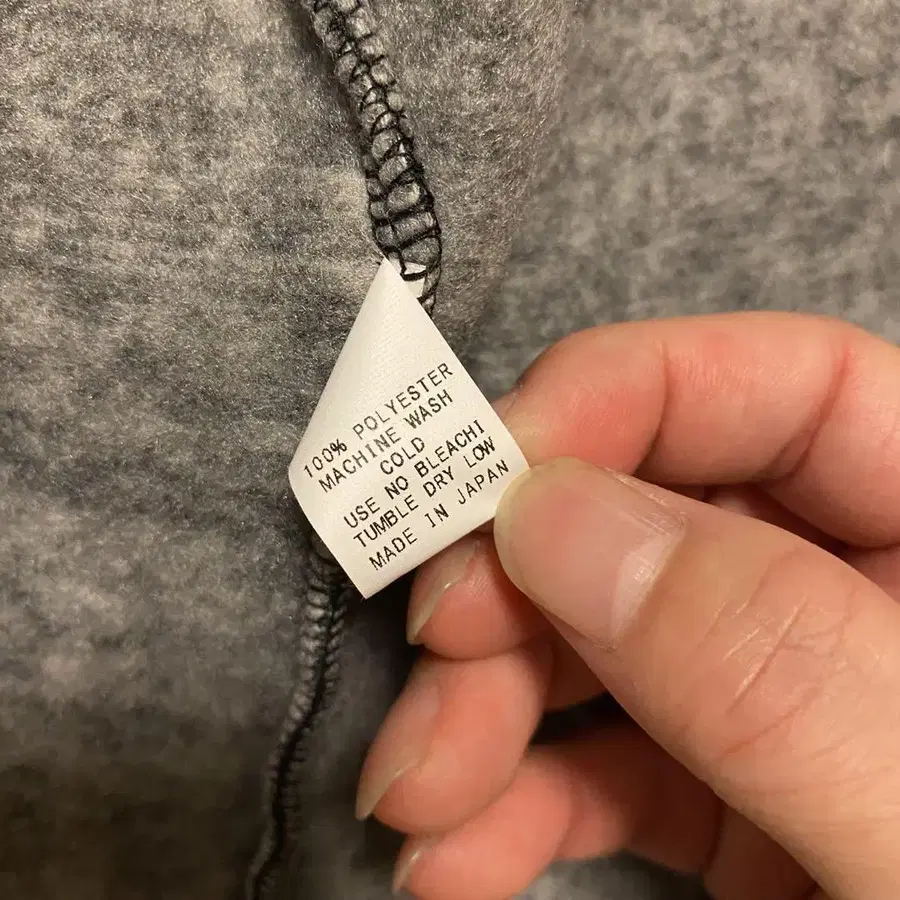 100% POLYESTER
MACHINE WASH
COLD
USE NO BLEACHI
TUMBLE DRY LOW
MADE IN JAPAN